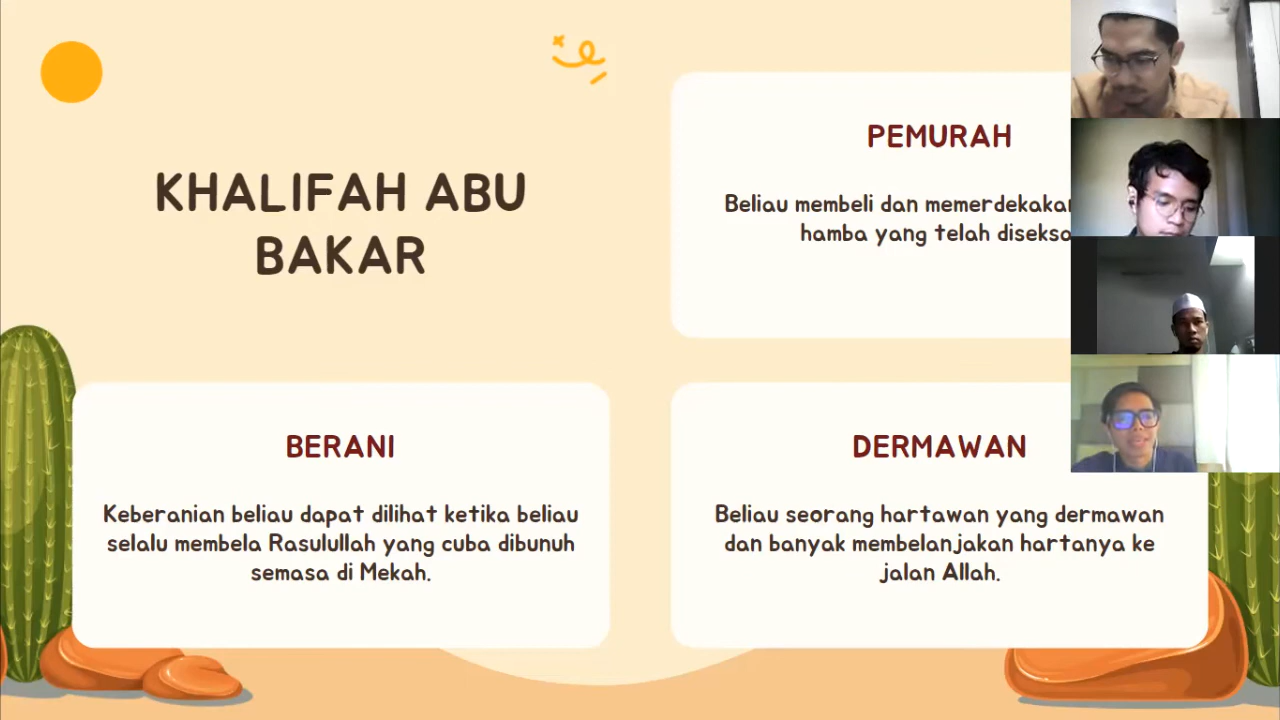 KHALIFAH ABU
BAKAR
PEMURAH
Beliau membeli dan memerdekakan
hamba yang telah diseksa
BERANI
Keberanian beliau dapat dilihat ketika beliau
selalu membela Rasulullah yang cuba dibunuh
semasa di Mekah.
DERMAWAN
Beliau seorang hartawan yang dermawan
dan banyak membelanjakan hartanya ke
jalan Allah.